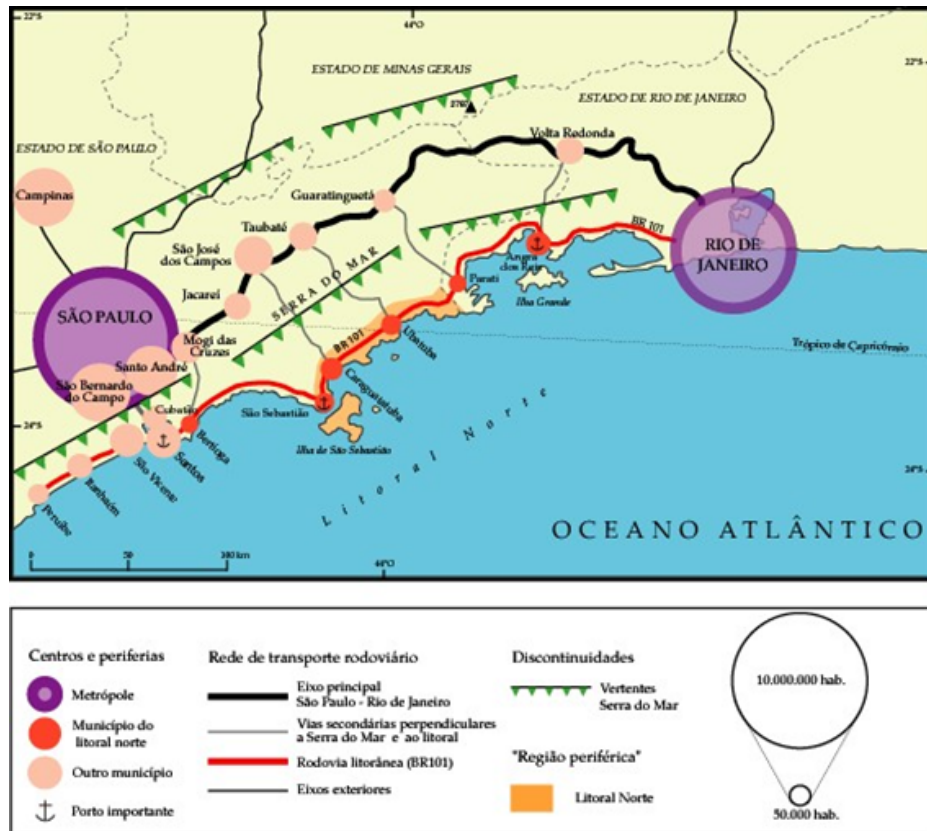 22°S
44°O
22°S
ESTADO DE MINAS GERAIS
ESTADO DE RIO DE JANEIRO
2767
ESTADO DE SÃO PAULO
Volta Redonda
Campinas
Guaratinguetá
Taubaté
São José
dos Campos
BR 101
RIO DE
JANEIRO
Angra
dos Reis
SERRA DO MAR
Parati
Ilha Grande
Jacareí
SÃO PAULO
Mogi das
Cruzes
Ubatuba
BR101
Trópico de Capricórnio
Santo André
São Bernardo
do Campo
Caraguatatuba
Cubatão
São Sebastião
24°S
Bertioga
Ilha de São Sebastião
Litoral Norte
24°S
Santos
São Vicente
Itanhaém
Peruíbe
OCEANO ATLÂNTICO
0 50 100 km
44°O
Centros e periferias
Metrópole
Município do
litoral norte
Outro município
Porto importante
Rede de transporte rodoviário
Eixo principal
São Paulo - Rio de Janeiro
Vias secundárias perpendiculares
a Serra do Mar e ao litoral
Rodovia litorânea (BR101)
Eixos exteriores
Discontinuidades
Vertentes
Serra do Mar
"Região periférica"
Litoral Norte
10.000.000 hab.
50.000 hab.